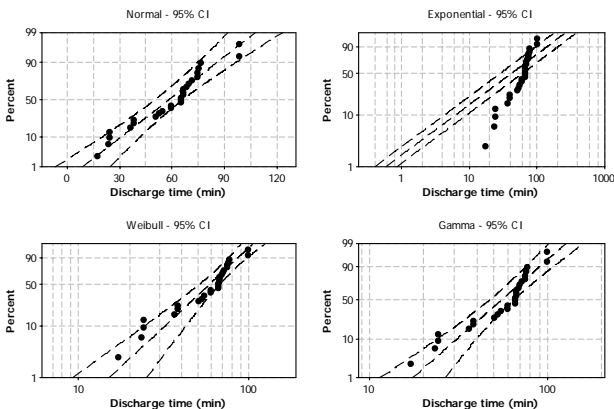 Normal - 95% CI
99
90
50
10
1
Percent
0 30 60 90 120
Discharge time (min)
Exponential - 95% CI
90
50
10
1
Percent
1 10 100 1000
Discharge time (min)
Weibull - 95% CI
90
50
10
1
Percent
10 100
Discharge time (min)
Gamma - 95% CI
99
90
50
10
1
Percent
10 100
Discharge time (min)